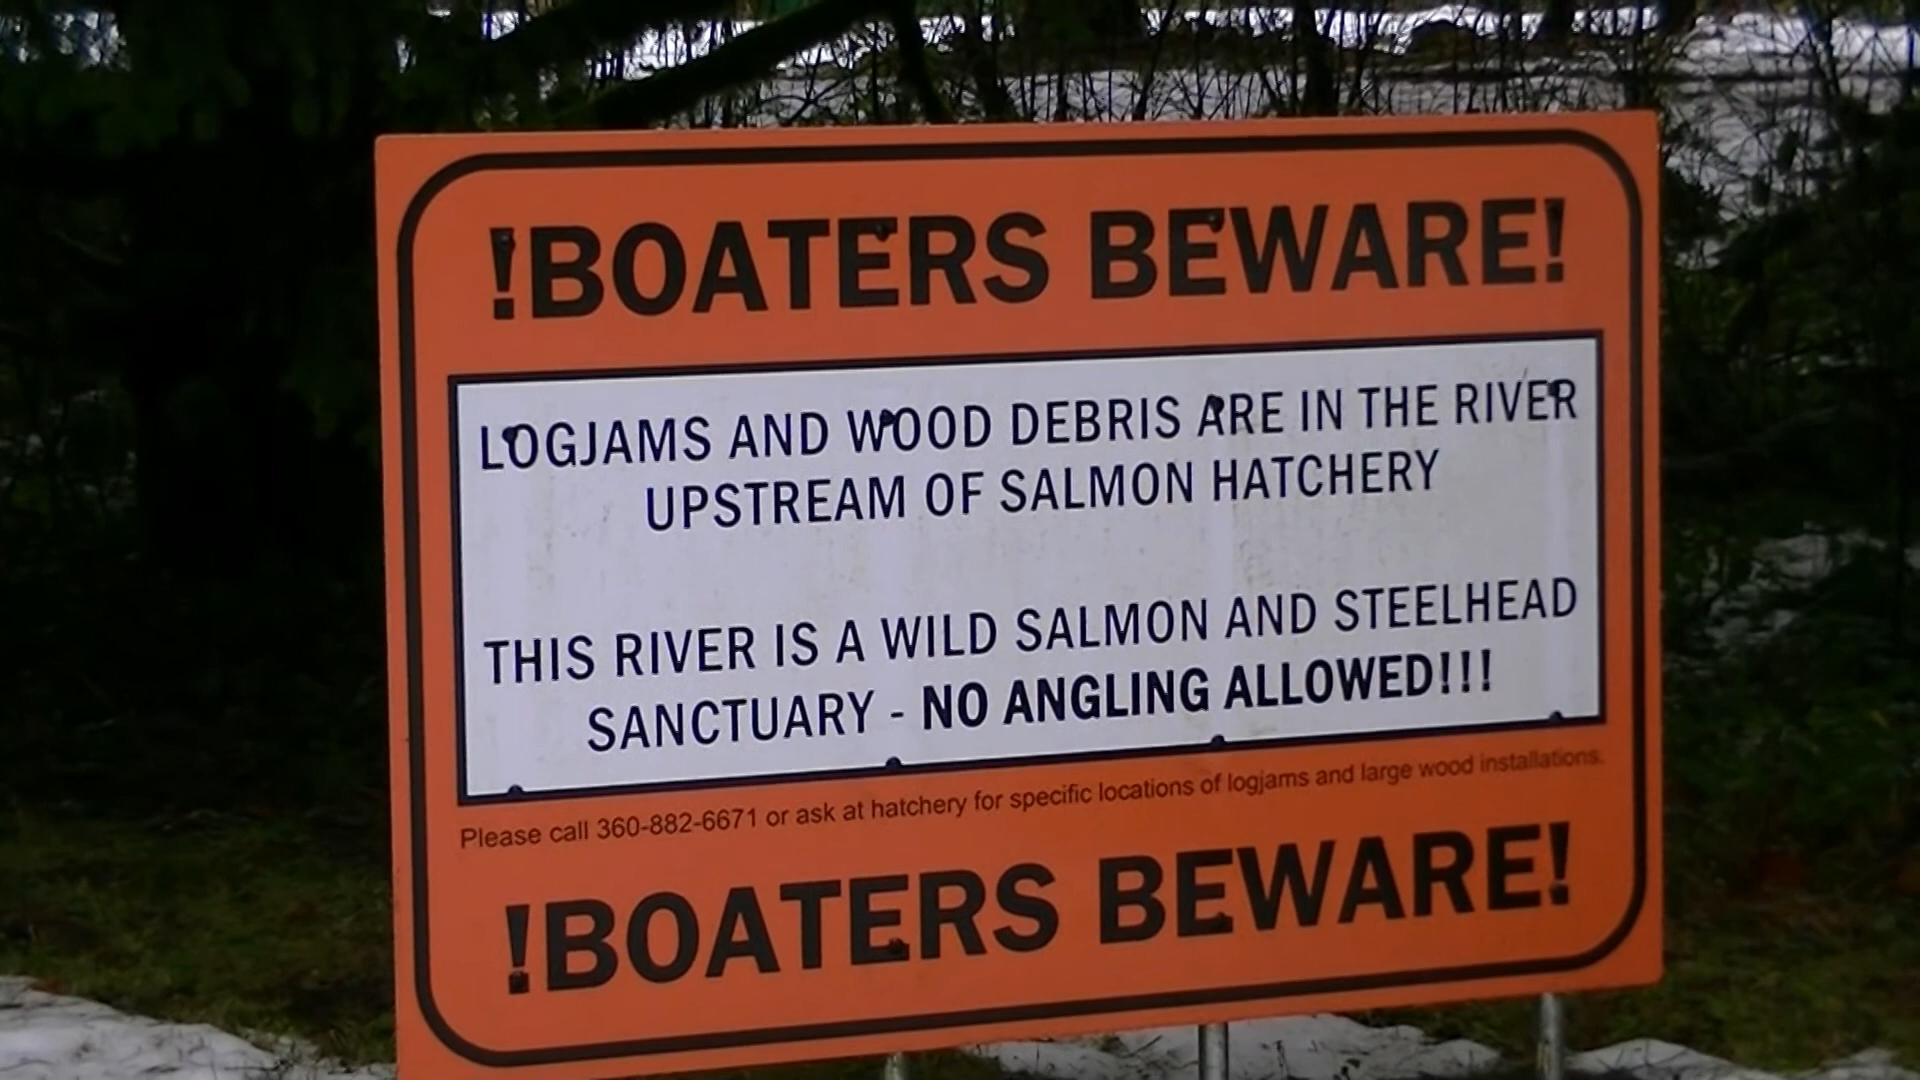 !BOATERS BEWARE!
LOGJAMS AND WOOD DEBRIS ARE IN THE RIVER
UPSTREAM OF SALMON HATCHERY
THIS RIVER IS A WILD SALMON AND STEELHEAD
SANCTUARY - NO ANGLING ALLOWED!!!
Please call 360-882-6671 or ask at hatchery for specific locations of logjams and large wood installations.
!BOATERS BEWARE!